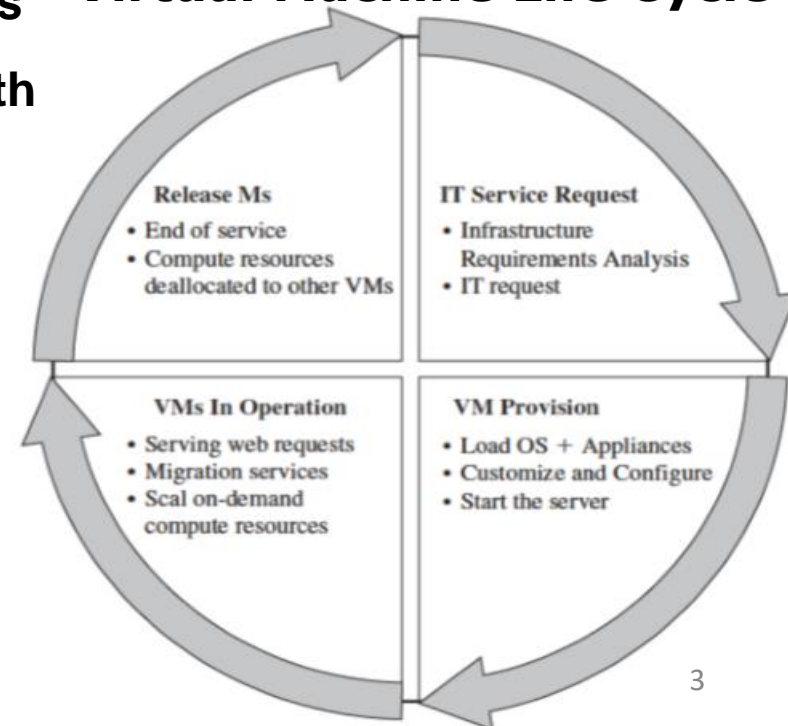 s
th
Release Ms
• End of service
• Compute resources
deallocated to other VMs
IT Service Request
• Infrastructure
Requirements Analysis
• IT request
VMs In Operation
• Serving web requests
• Migration services
• Scal on-demand
compute resources
VM Provision
• Load OS + Appliances
• Customize and Configure
• Start the server
3